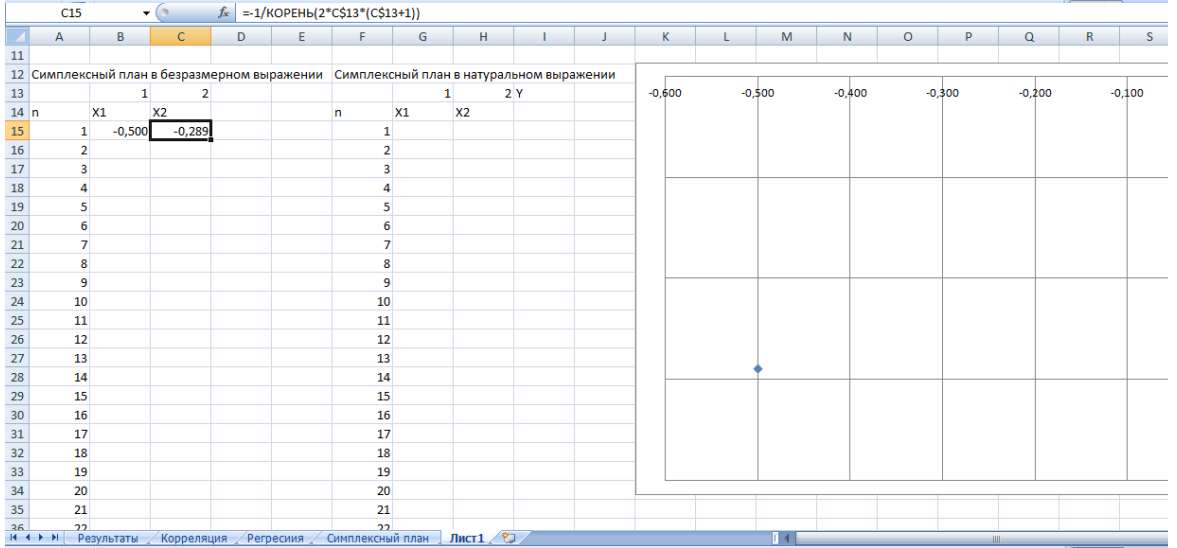 C15 fx =-1/КОРЕНЬ(2*C$13*(C$13+1))
A B C D E F G H I J K L M N O P Q R S
11
12 Симплексный план в безразмерном выражении Симплексный план в натуральном выражении
13 1 2 1 2 Y
-0,600 -0,500 -0,400 -0,300 -0,200 -0,100
14 n X1 X2 n X1 X2
15 1 -0,500 -0,289 1
16 2 2
17 3 3
18 4 4
19 5 5
20 6 6
21 7 7
22 8 8
23 9 9
24 10 10
25 11 11
26 12 12
27 13 13
28 14 14
29 15 15
30 16 16
31 17 17
32 18 18
33 19 19
34 20 20
35 21 21
36 22 22
Результаты Корреляция Регресиия Симплексный план Лист1